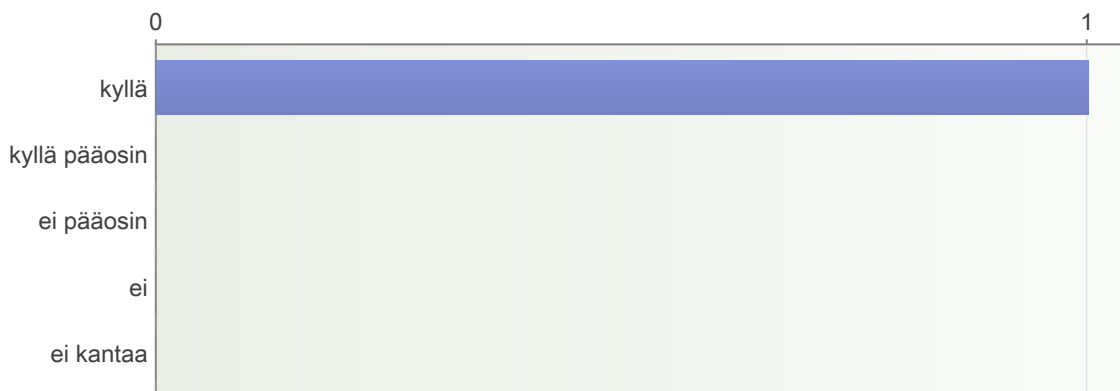 0 1
kyllä
kyllä pääosin
ei pääosin
ei
ei kantaa